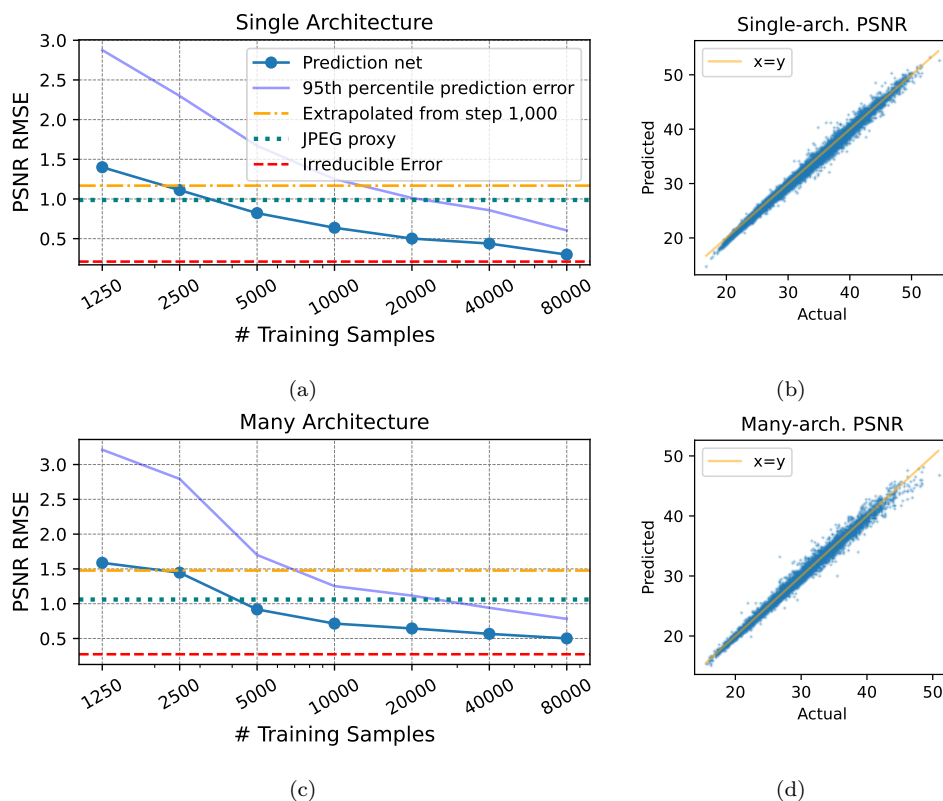 Single Architecture
PSNR RMSE
3.0
2.5
2.0
1.5
1.0
0.5
Prediction net
95th percentile prediction error
Extrapolated from step 1,000
JPEG proxy
Irreducible Error
1250
2500
5000
10000
20000
40000
80000
# Training Samples
(a)
Single-arch. PSNR
Predicted
50
40
30
20
x=y
20
30
40
50
Actual
(b)
Many Architecture
PSNR RMSE
3.0
2.5
2.0
1.5
1.0
0.5
1250
2500
5000
10000
20000
40000
80000
# Training Samples
(c)
Many-arch. PSNR
Predicted
50
40
30
20
x=y
20
30
40
50
Actual
(d)